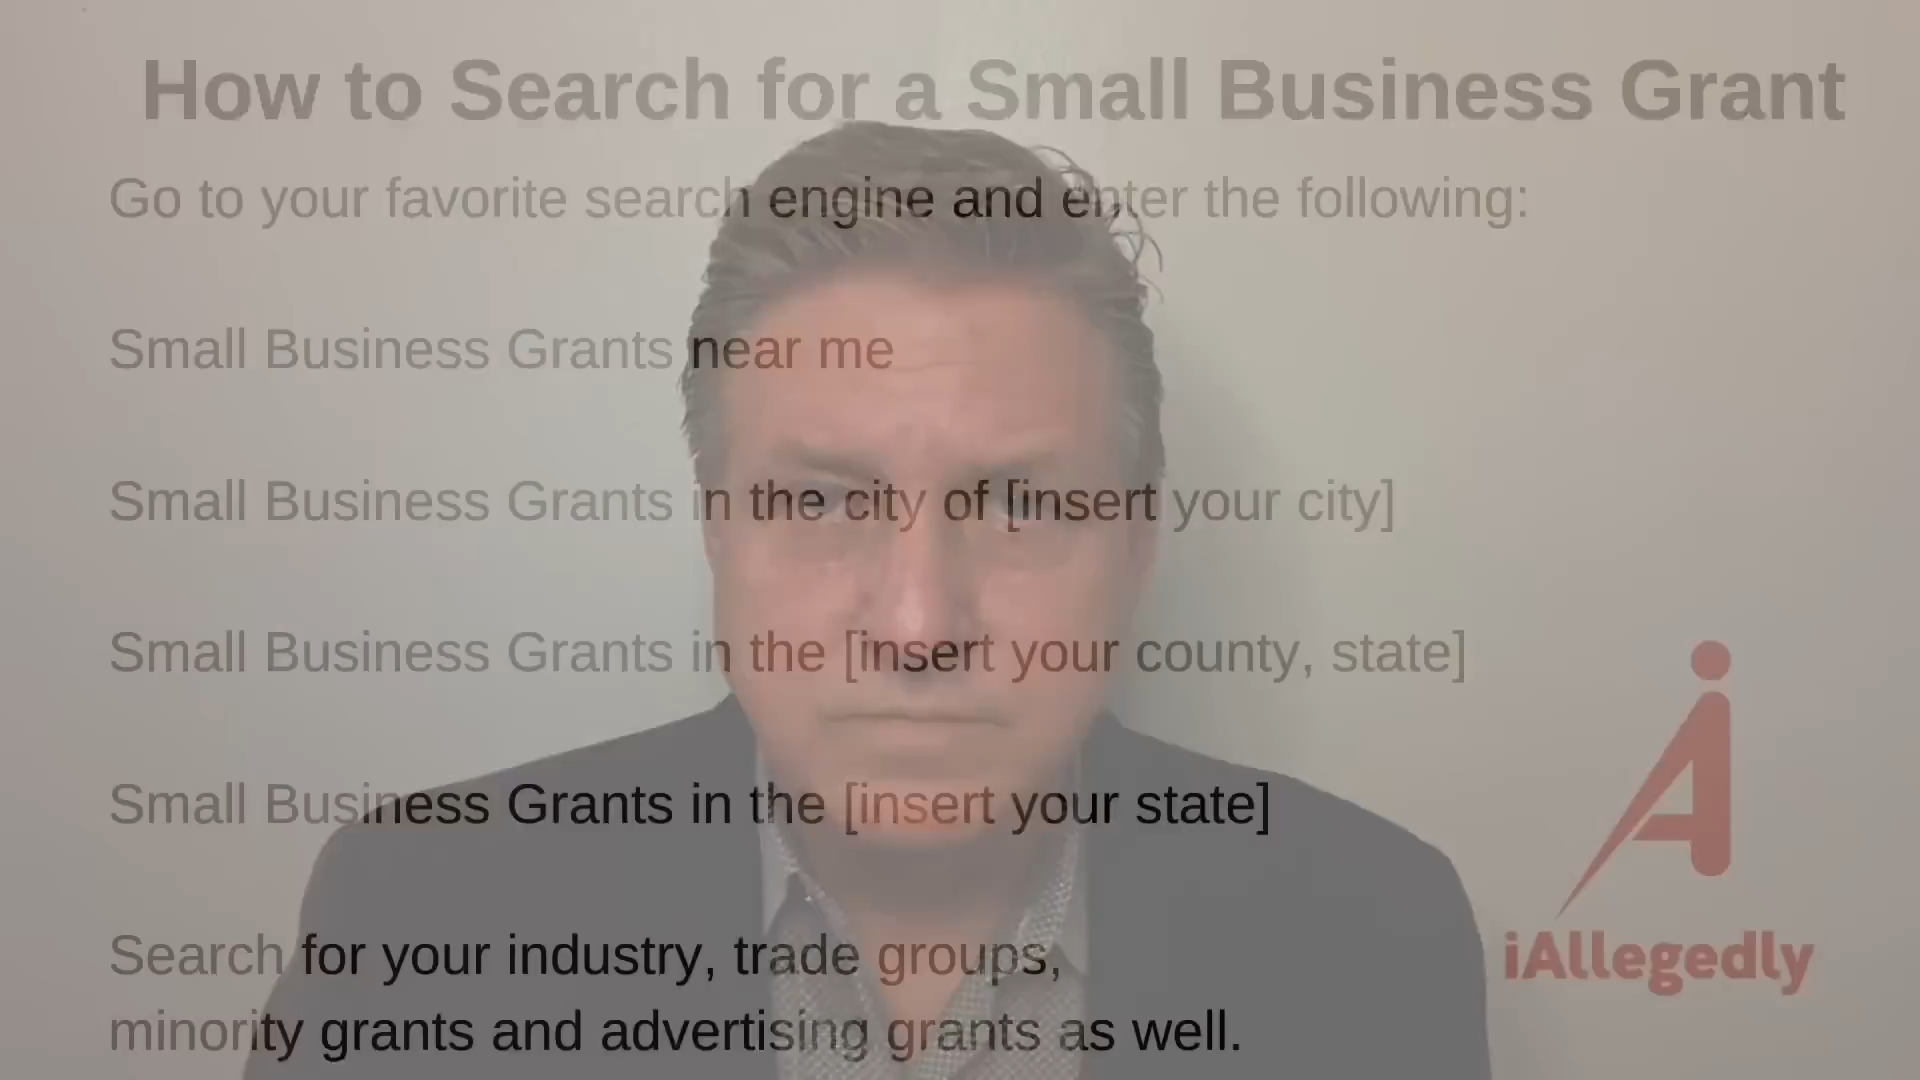 How to Search for a Small Business Grant
Go to your favorite search engine and enter the following:
Small Business Grants near me
Small Business Grants in the city of [insert your city]
Small Business Grants in the [insert your county, state]
Small Business Grants in the [insert your state]
Search for your industry, trade groups,
minority grants and advertising grants as well.
iAllegedly